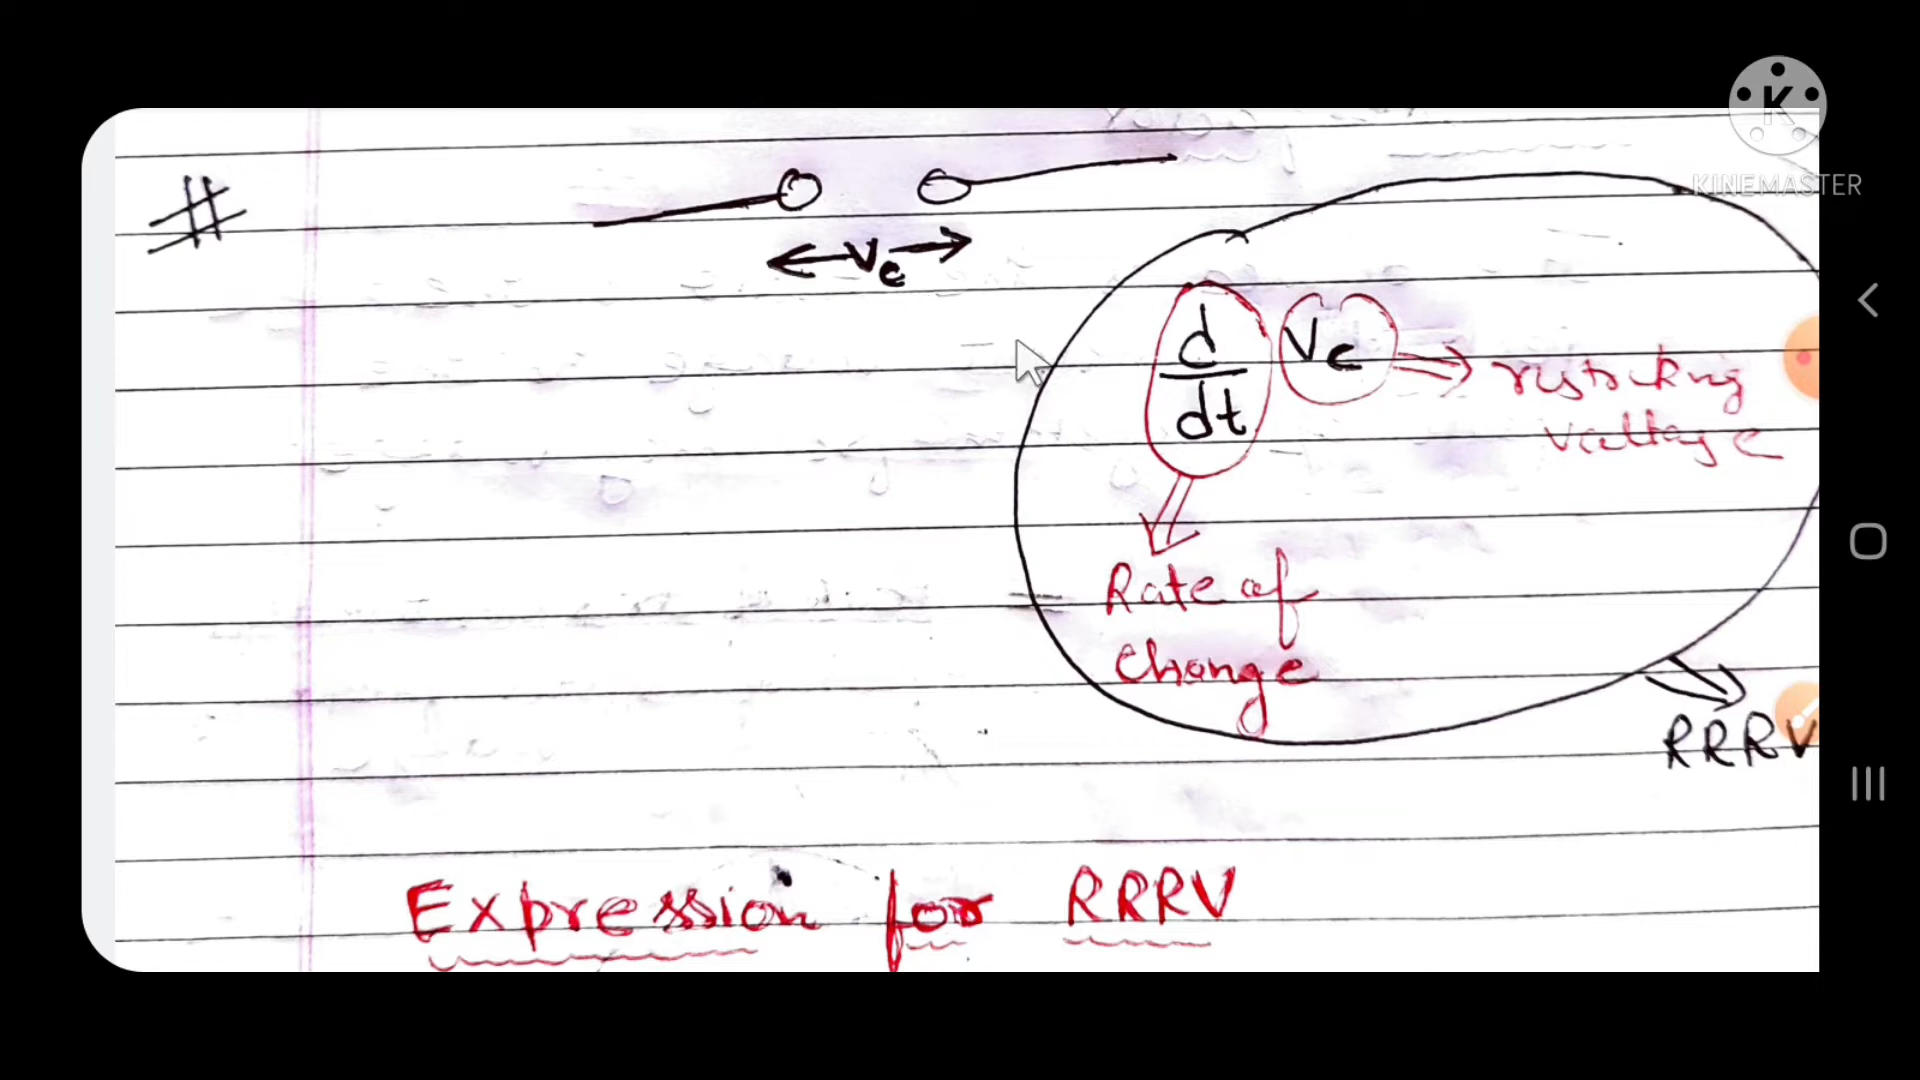 KINEMASTER
#
Vc
d/dt Vc ⇒ restriking
voltage
Rate of
change
RRRV
Expression for RRRV